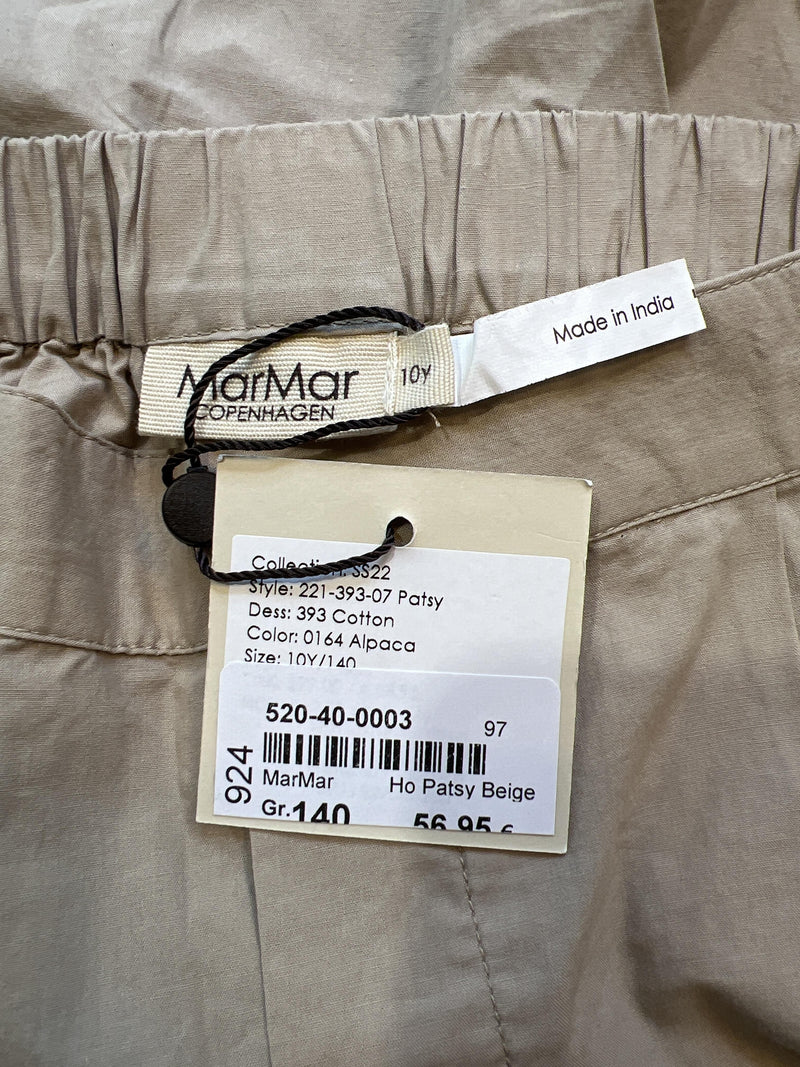 Made in India
MarMar
COPENHAGEN
10Y
Collection: SS22
Style: 221-393-07 Patsy
Dess: 393 Cotton
Color: 0164 Alpaca
Size: 10Y/140
520-40-0003
97
924
MarMar Ho Patsy Beige
Gr.140 56,95 €